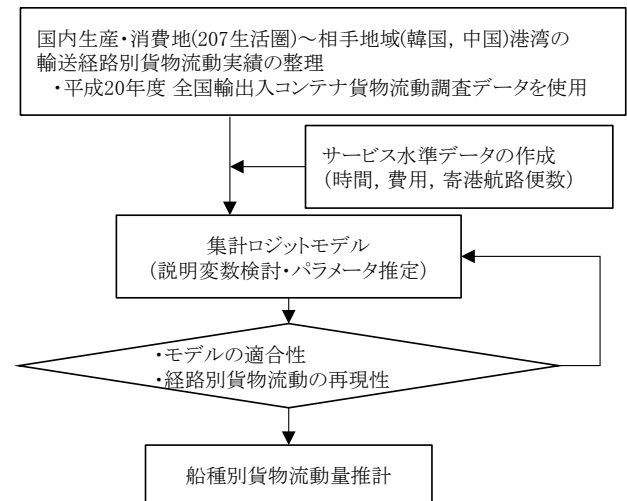 国内生産・消費地(207生活圏)～相手地域(韓国, 中国)港湾の
輸送経路別貨物流動実績の整理
・平成20年度 全国輸出入コンテナ貨物流動調査データを使用
サービス水準データの作成
(時間, 費用, 寄港航路便数)
集計ロジットモデル
(説明変数検討・パラメータ推定)
・モデルの適合性
・経路別貨物流動の再現性
船種別貨物流動量推計